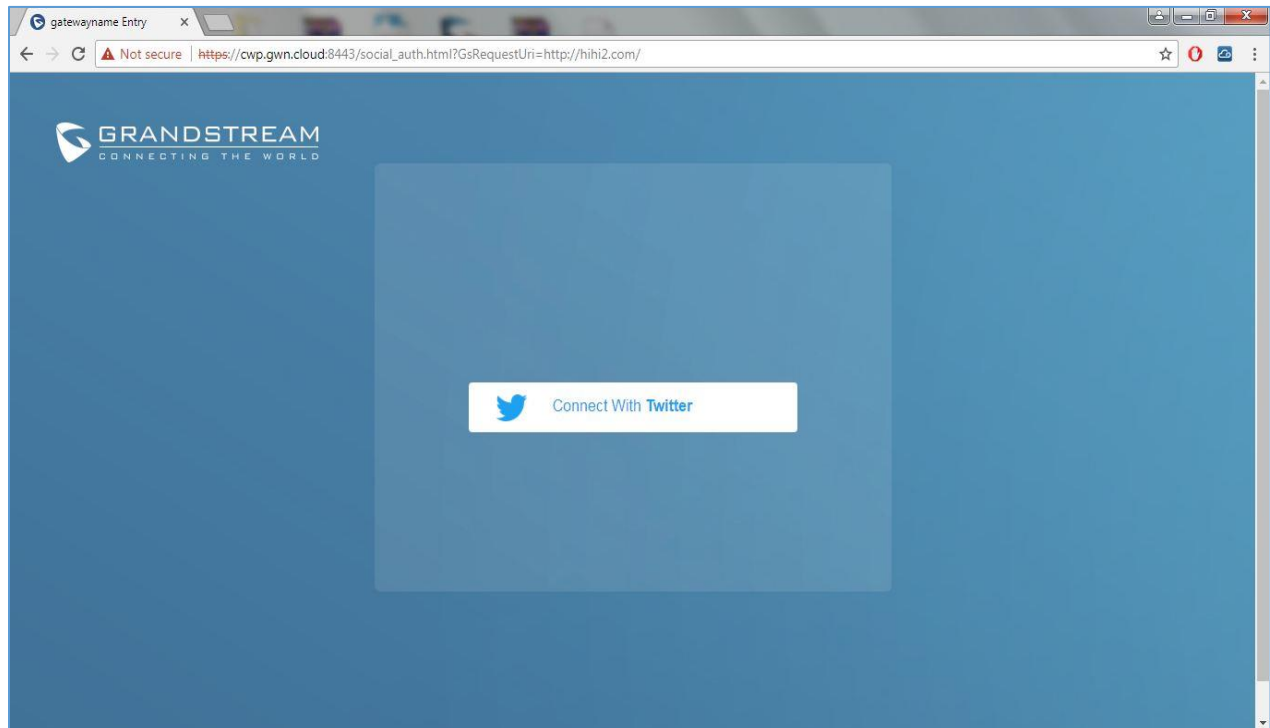 gatewayname Entry
Not secure | https://cwp.gwn.cloud:8443/social_auth.html?GsRequestUri=http://hihi2.com/
GRANDSTREAM
CONNECTING THE WORLD
Connect With Twitter